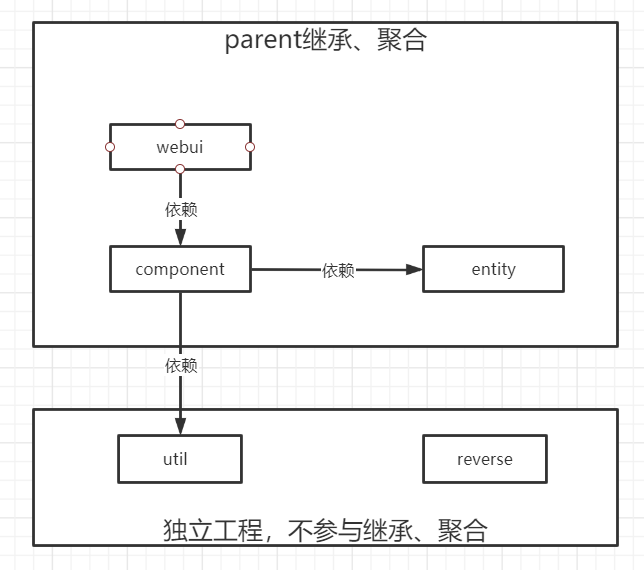 parent继承、聚合
webui
依赖
component
依赖
entity
依赖
util
reverse
独立工程，不参与继承、聚合